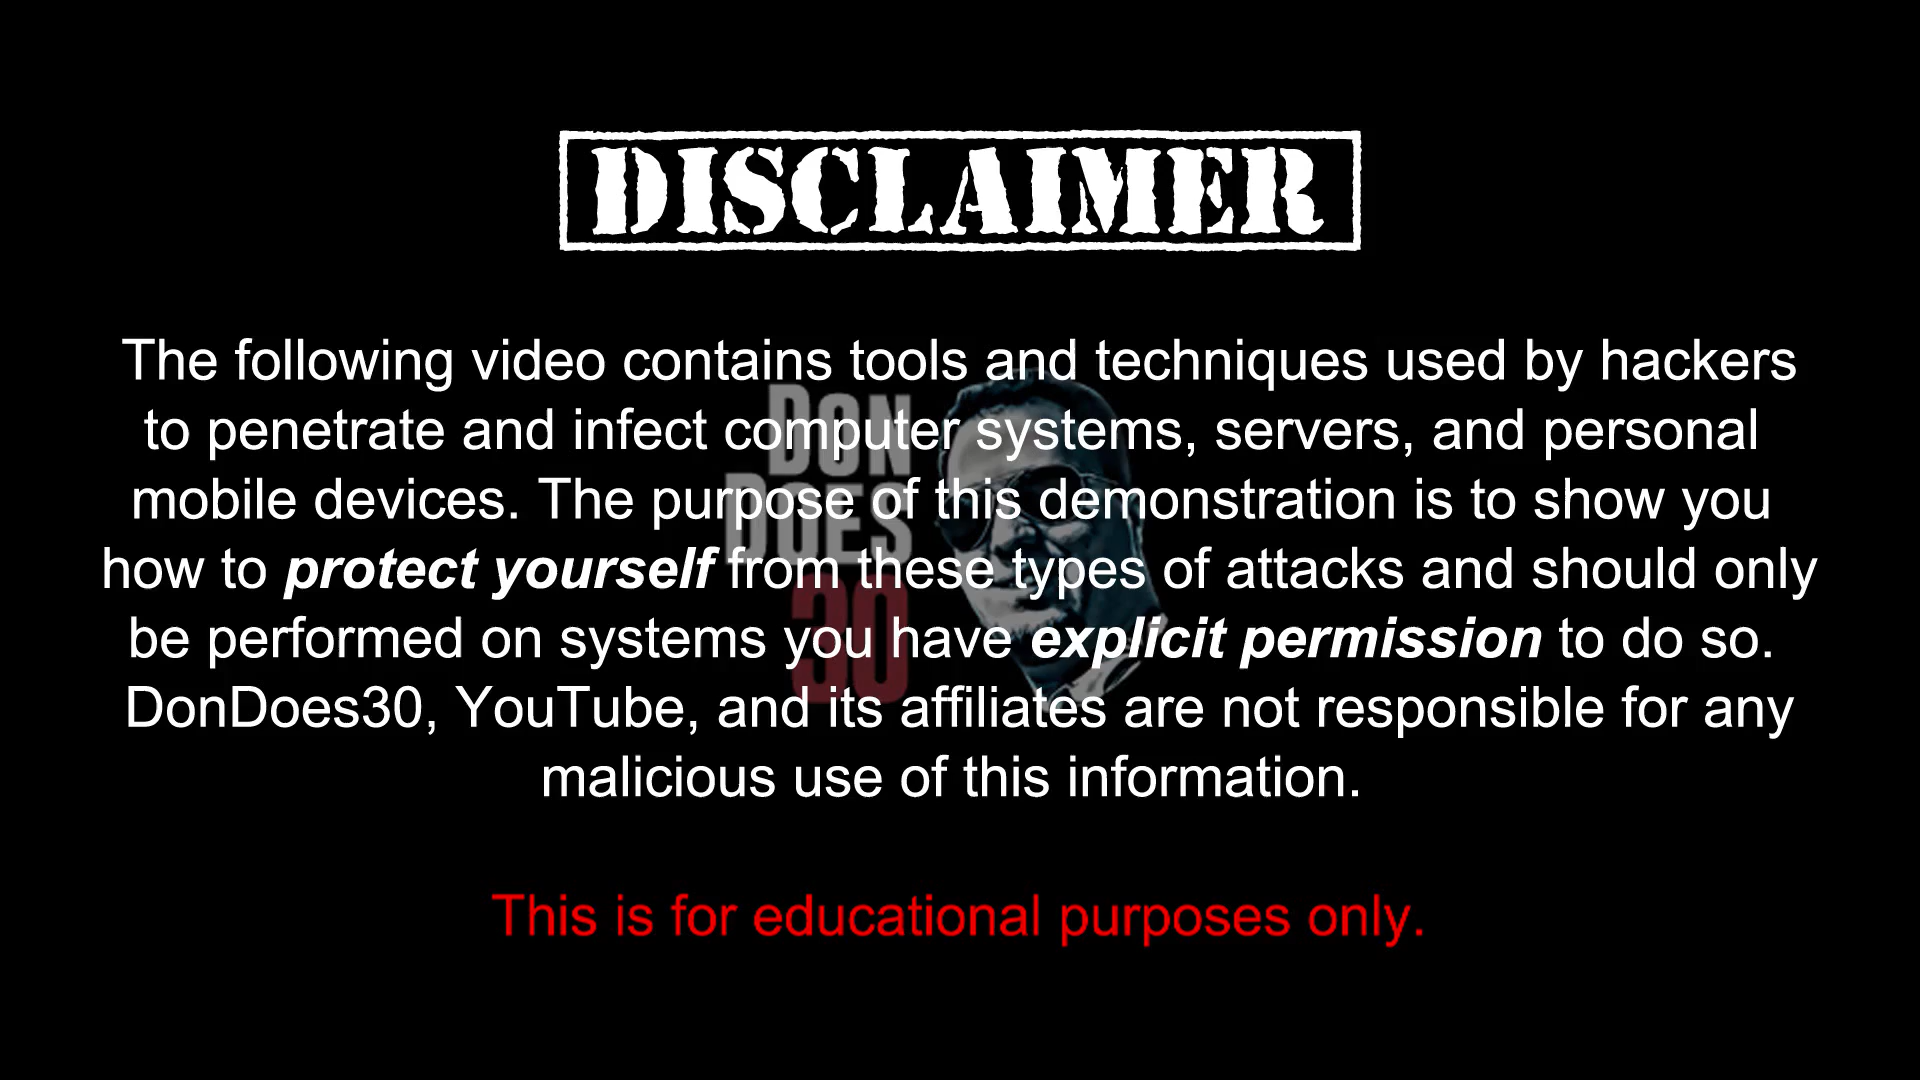 DISCLAIMER
The following video contains tools and techniques used by hackers
to penetrate and infect computer systems, servers, and personal
mobile devices. The purpose of this demonstration is to show you
how to protect yourself from these types of attacks and should only
be performed on systems you have explicit permission to do so.
DonDoes30, YouTube, and its affiliates are not responsible for any
malicious use of this information.
This is for educational purposes only.
DON
DOES
30